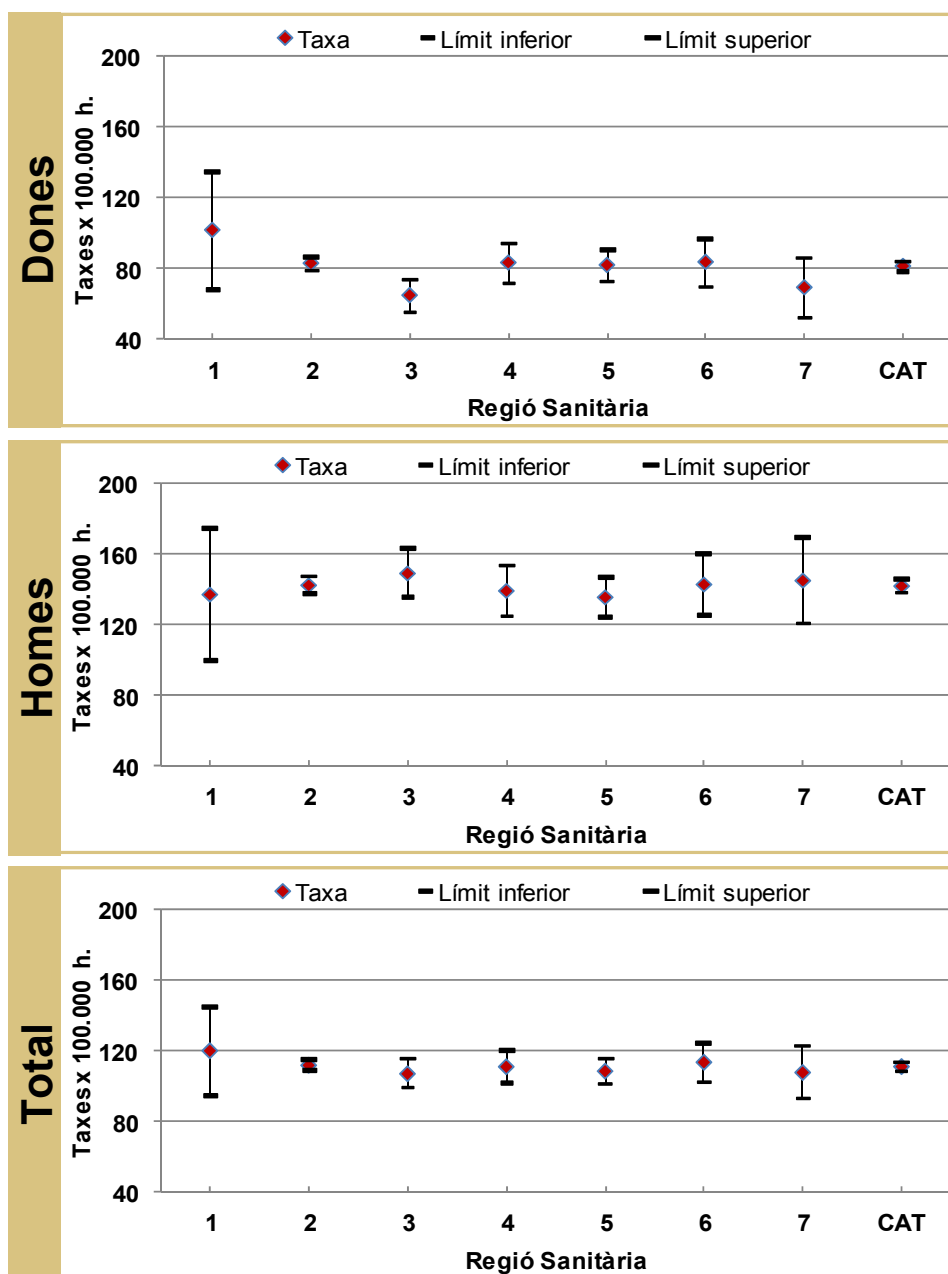 Dones
Taxa Límit inferior Límit superior
Taxes x 100.000 h.
200
160
120
80
40
1 2 3 4 5 6 7 CAT
Regió Sanitària
Homes
Taxa Límit inferior Límit superior
Taxes x 100.000 h.
200
160
120
80
40
1 2 3 4 5 6 7 CAT
Regió Sanitària
Total
Taxa Límit inferior Límit superior
Taxes x 100.000 h.
200
160
120
80
40
1 2 3 4 5 6 7 CAT
Regió Sanitària